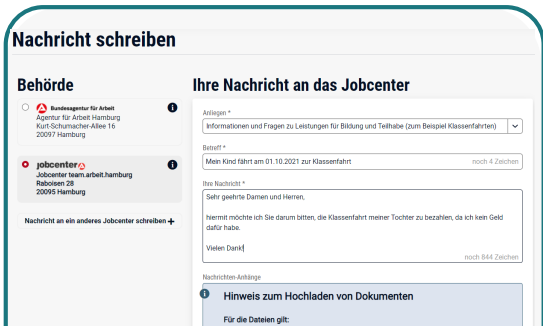 Nachricht schreiben
Behörde
Bundesagentur für Arbeit
Agentur für Arbeit Hamburg
Kurt-Schumacher-Allee 16
20097 Hamburg
jobcenter
Jobcenter team.arbeit.hamburg
Raboisen 28
20095 Hamburg
Nachricht an ein anderes Jobcenter schreiben +
Ihre Nachricht an das Jobcenter
Anliegen *
Informationen und Fragen zu Leistungen für Bildung und Teilhabe (zum Beispiel Klassenfahrten)
Betreff *
Mein Kind fährt am 01.10.2021 zur Klassenfahrt
noch 4 Zeichen
Ihre Nachricht *
Sehr geehrte Damen und Herren,
hiermit möchte ich Sie darum bitten, die Klassenfahrt meiner Tochter zu bezahlen, da ich kein Geld
dafür habe.
Vielen Dank!
noch 844 Zeichen
Nachrichten-Anhänge
Hinweis zum Hochladen von Dokumenten
Für die Dateien gilt: